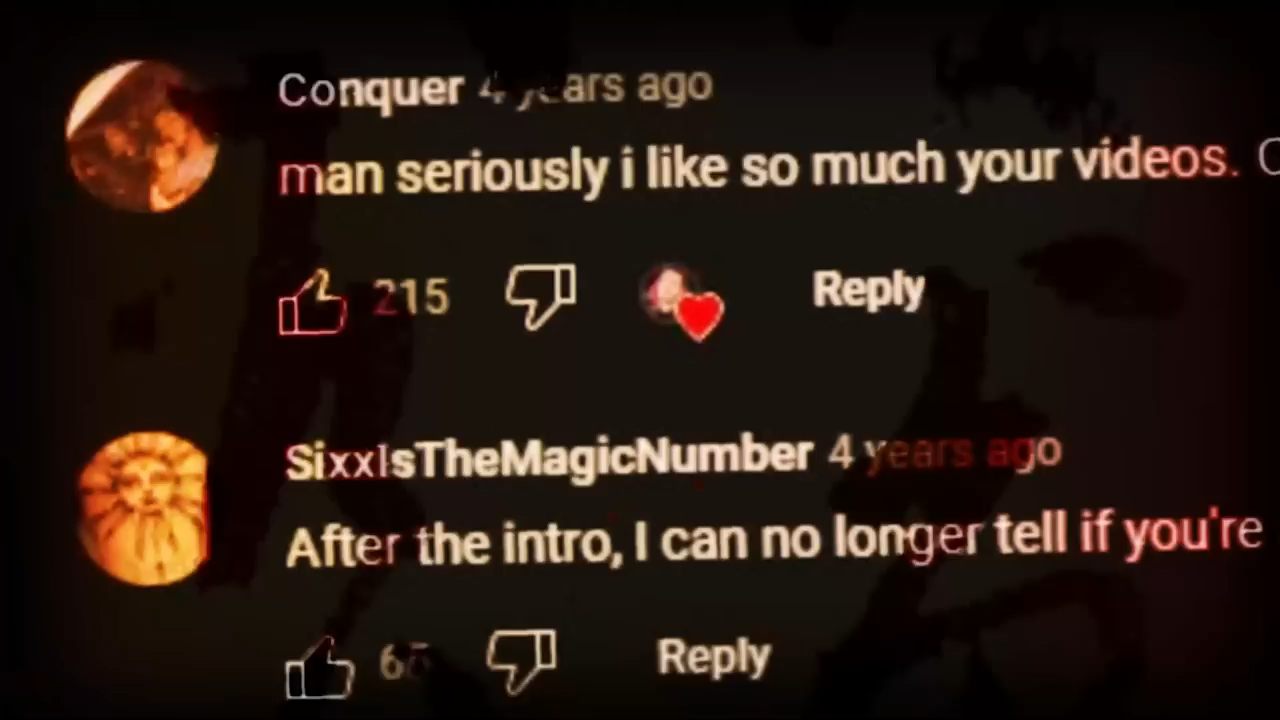 Conquer 4 years ago
man seriously i like so much your videos.
215 Reply
SixxIsTheMagicNumber 4 years ago
After the intro, I can no longer tell if you're
Reply